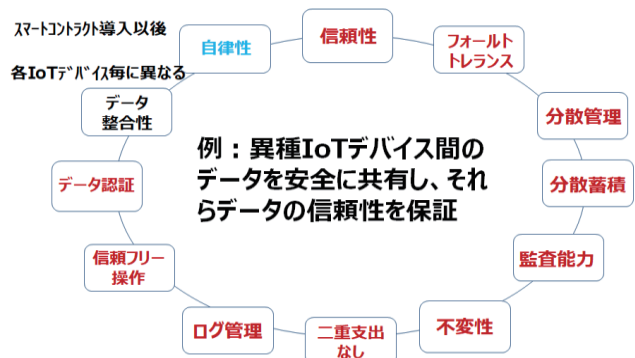 スマートコントラクト導入以後
自律性
信頼性
フォールト
トレランス
各IoTデバイス毎に異なる
データ
整合性
分散管理
例：異種IoTデバイス間の
データを安全に共有し、それ
らデータの信頼性を保証
データ認証
分散蓄積
信頼フリー
操作
監査能力
ログ管理
二重支出
なし
不変性